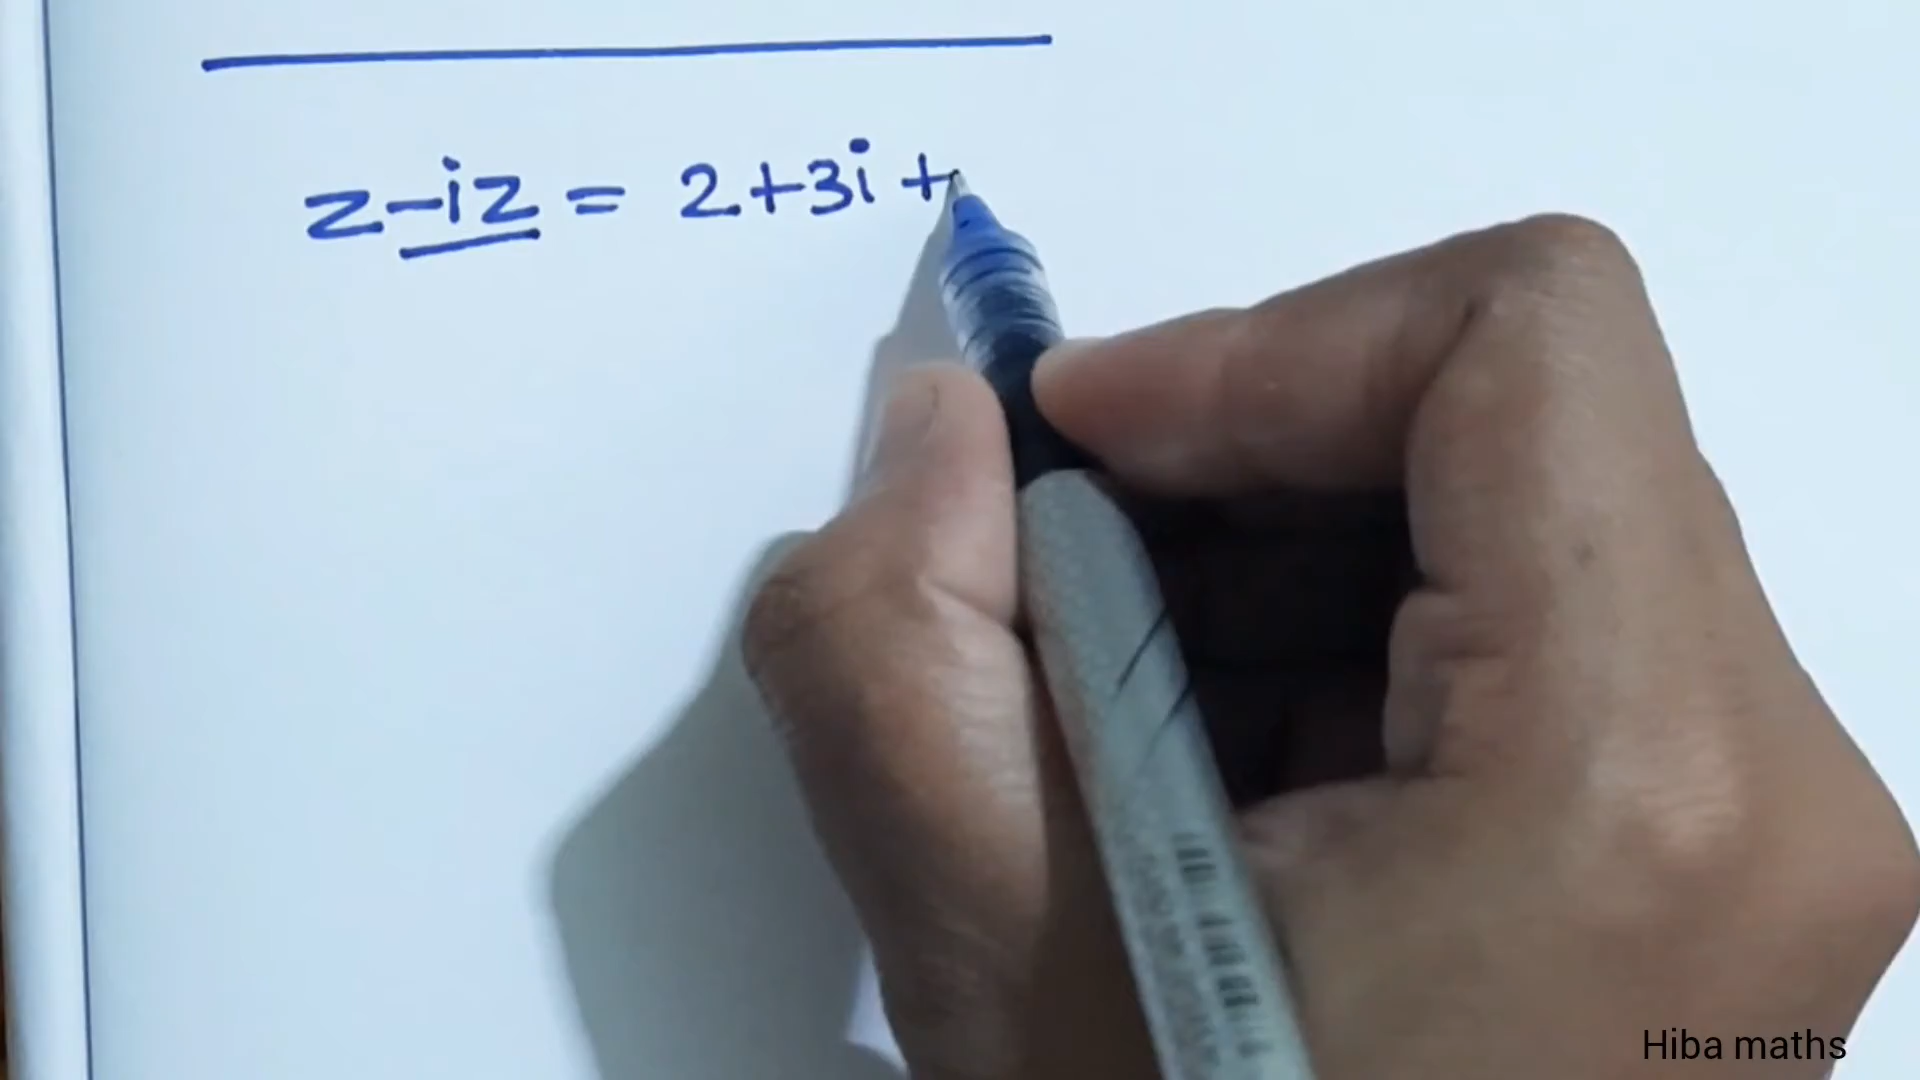 z-iz = 2+3i+
Hiba maths